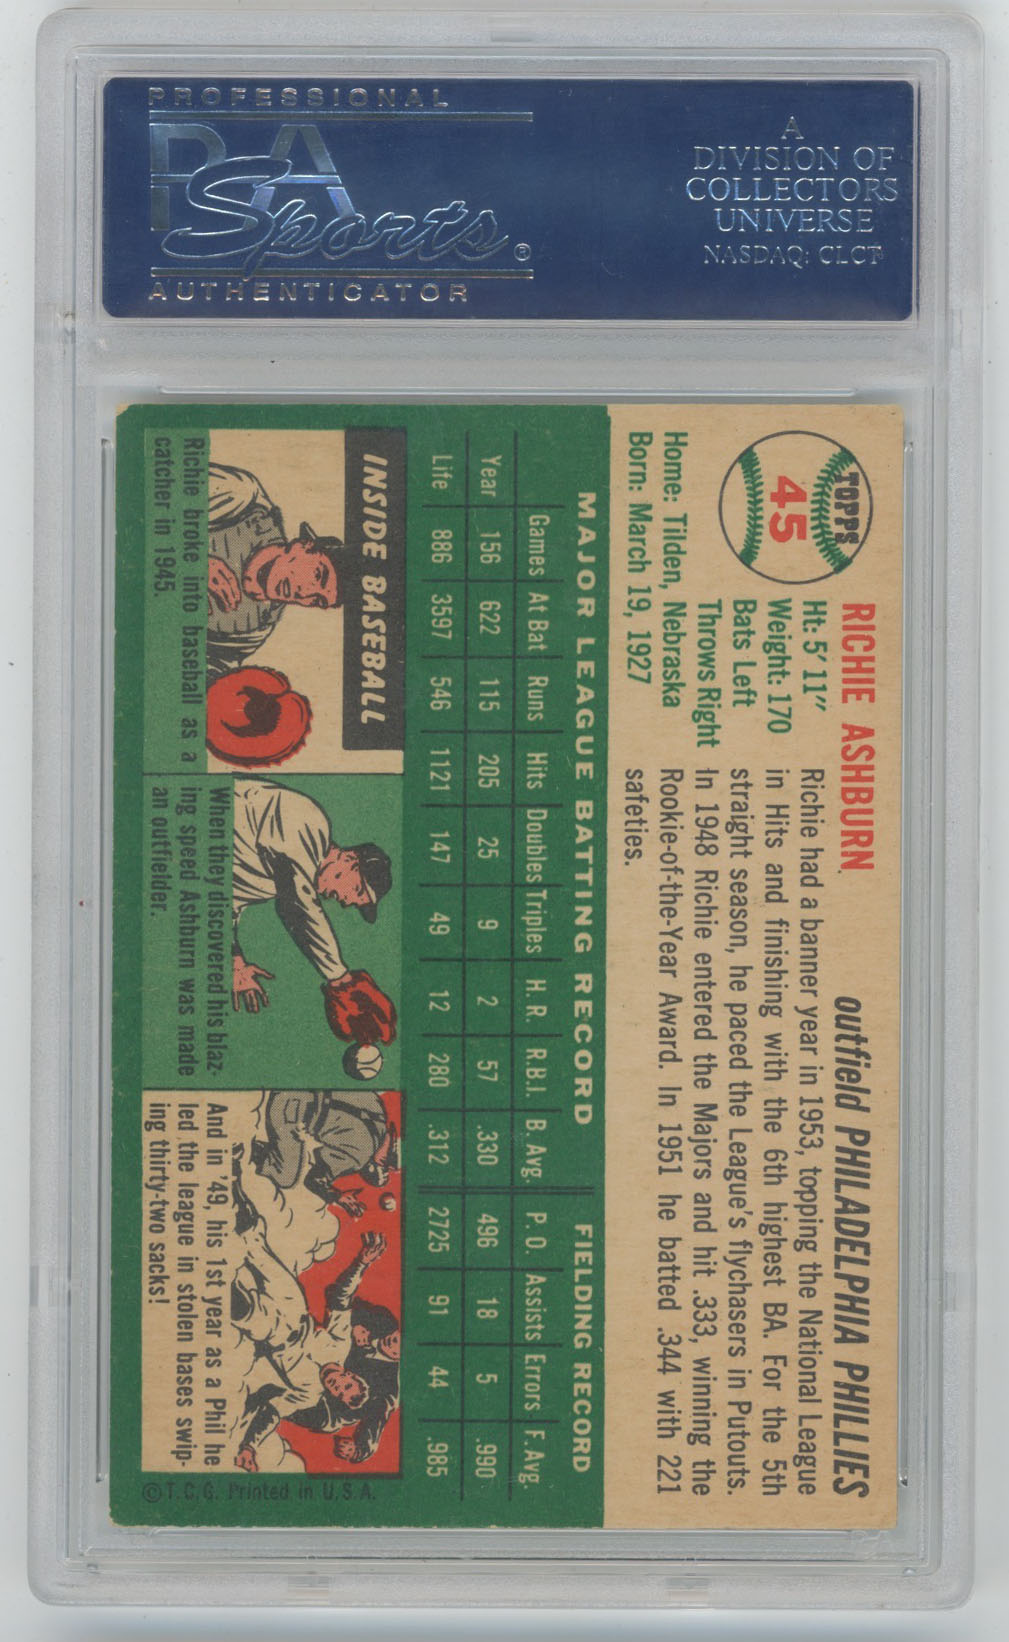 PROFESSIONAL
PSA
Sports®
AUTHENTICATOR
A
DIVISION OF
COLLECTORS
UNIVERSE
NASDAQ: CLCT
TOPPS
45
RICHIE ASHBURN
outfield PHILADELPHIA PHILLIES
Ht: 5' 11"
Weight: 170
Bats Left
Throws Right
Home: Tilden, Nebraska
Born: March 19, 1927
Richie had a banner year in 1953, topping the National League
in Hits and finishing with the 6th highest BA. For the 5th
straight season, he paced the League's flychasers in Putouts.
In 1948 Richie entered the Majors and hit .333, winning the
Rookie-of-the-Year Award. In 1951 he batted .344 with 221
safeties.
MAJOR LEAGUE BATTING RECORD FIELDING RECORD
Games At Bat Runs Hits Doubles Triples H. R. R.B.I. B. Avg. P. O. Assists Errors F. Avg.
Year 156 622 115 205 25 9 2 57 .330 496 18 5 .990
Life 886 3597 546 1121 147 49 12 280 .312 2725 91 44 .985
INSIDE BASEBALL
Richie broke into baseball as a
catcher in 1945.
When they discovered his blaz-
ing speed Ashburn was made
an outfielder.
And in '49, his 1st year as a Phil he
led the league in stolen bases swip-
ing thirty-two sacks!
© T.C.G. Printed in U.S.A.